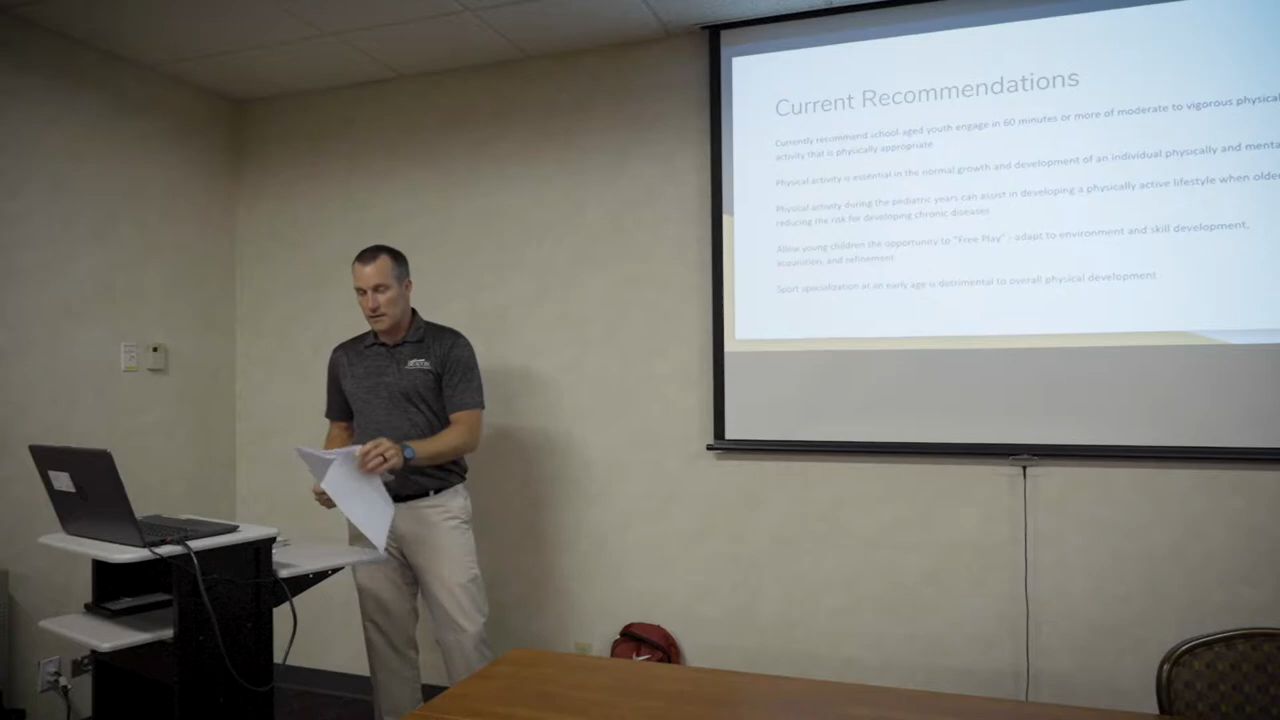 Current Recommendations
Currently recommend school-aged youth engage in 60 minutes or more of moderate to vigorous physical
activity that is physically appropriate
Physical activity is essential in the normal growth and development of an individual physically and menta
Physical activity during the pediatric years can assist in developing a physically active lifestyle when olde
reducing the risk for developing chronic diseases
Allow young children the opportunity to "Free Play" - adapt to environment and skill development,
acquisition, and refinement
Sport specialization at an early age is detrimental to overall physical development